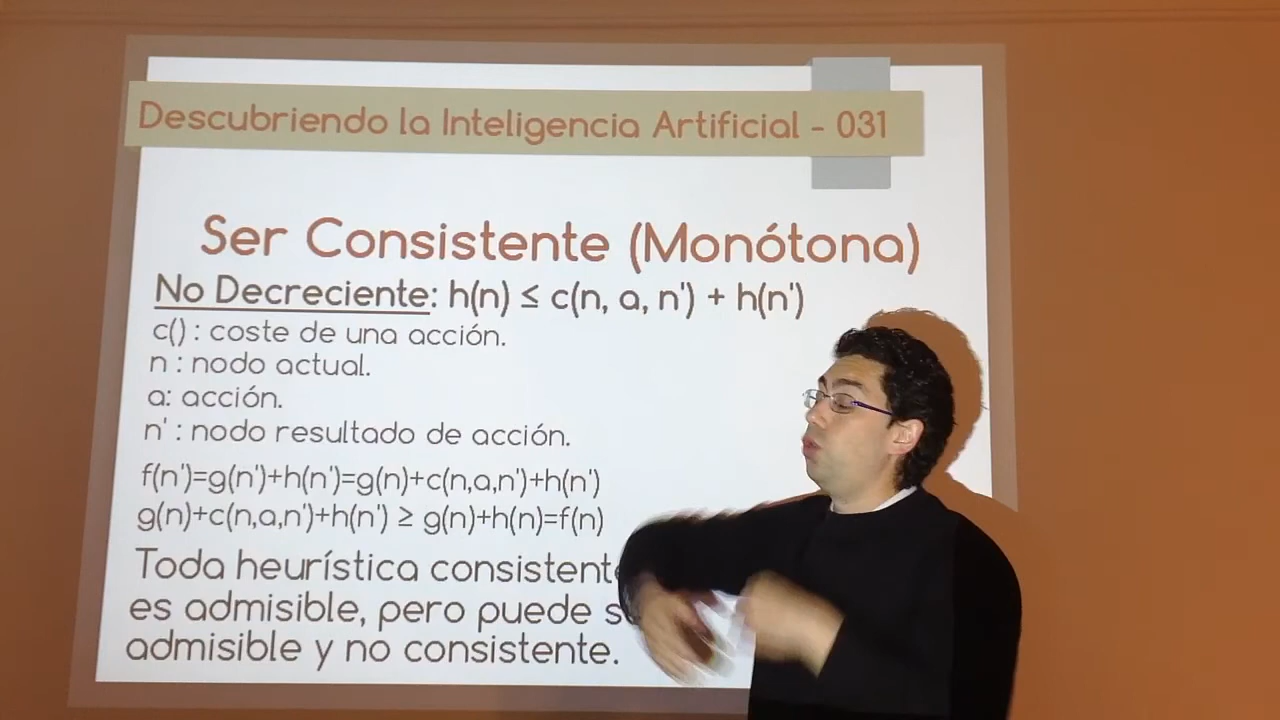 Descubriendo la Inteligencia Artificial - 031
Ser Consistente (Monótona)
No Decreciente: h(n) ≤ c(n, a, n') + h(n')
c() : coste de una acción.
n : nodo actual.
a: acción.
n' : nodo resultado de acción.
f(n')=g(n')+h(n')=g(n)+c(n,a,n')+h(n')
g(n)+c(n,a,n')+h(n') ≥ g(n)+h(n)=f(n)
Toda heurística consistente
es admisible, pero puede
admisible y no consistente.